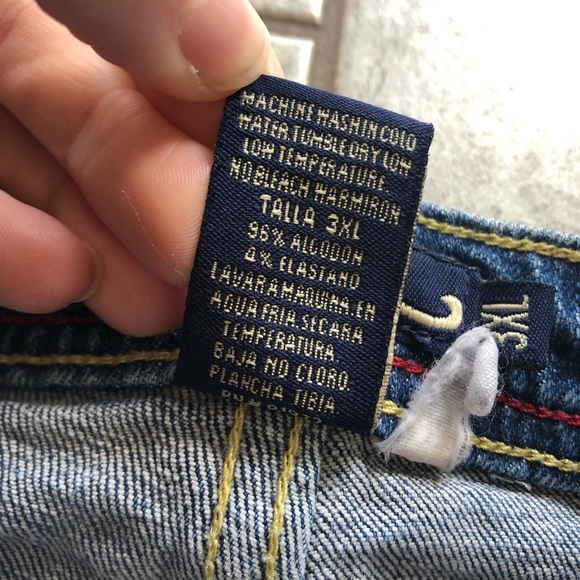 MACHINE WASH IN COLD
WATER TUMBLE DRY LOW
LOW TEMPERATURE
NO BLEACH WARM IRON
TALLA 3XL
96% ALGODON
4% ELASTANO
LAVAR A MAQUINA, EN
AGUA FRIA, SECAR A
TEMPERATURA.
BAJA NO CLORO.
PLANCHA TIBIA
3XL